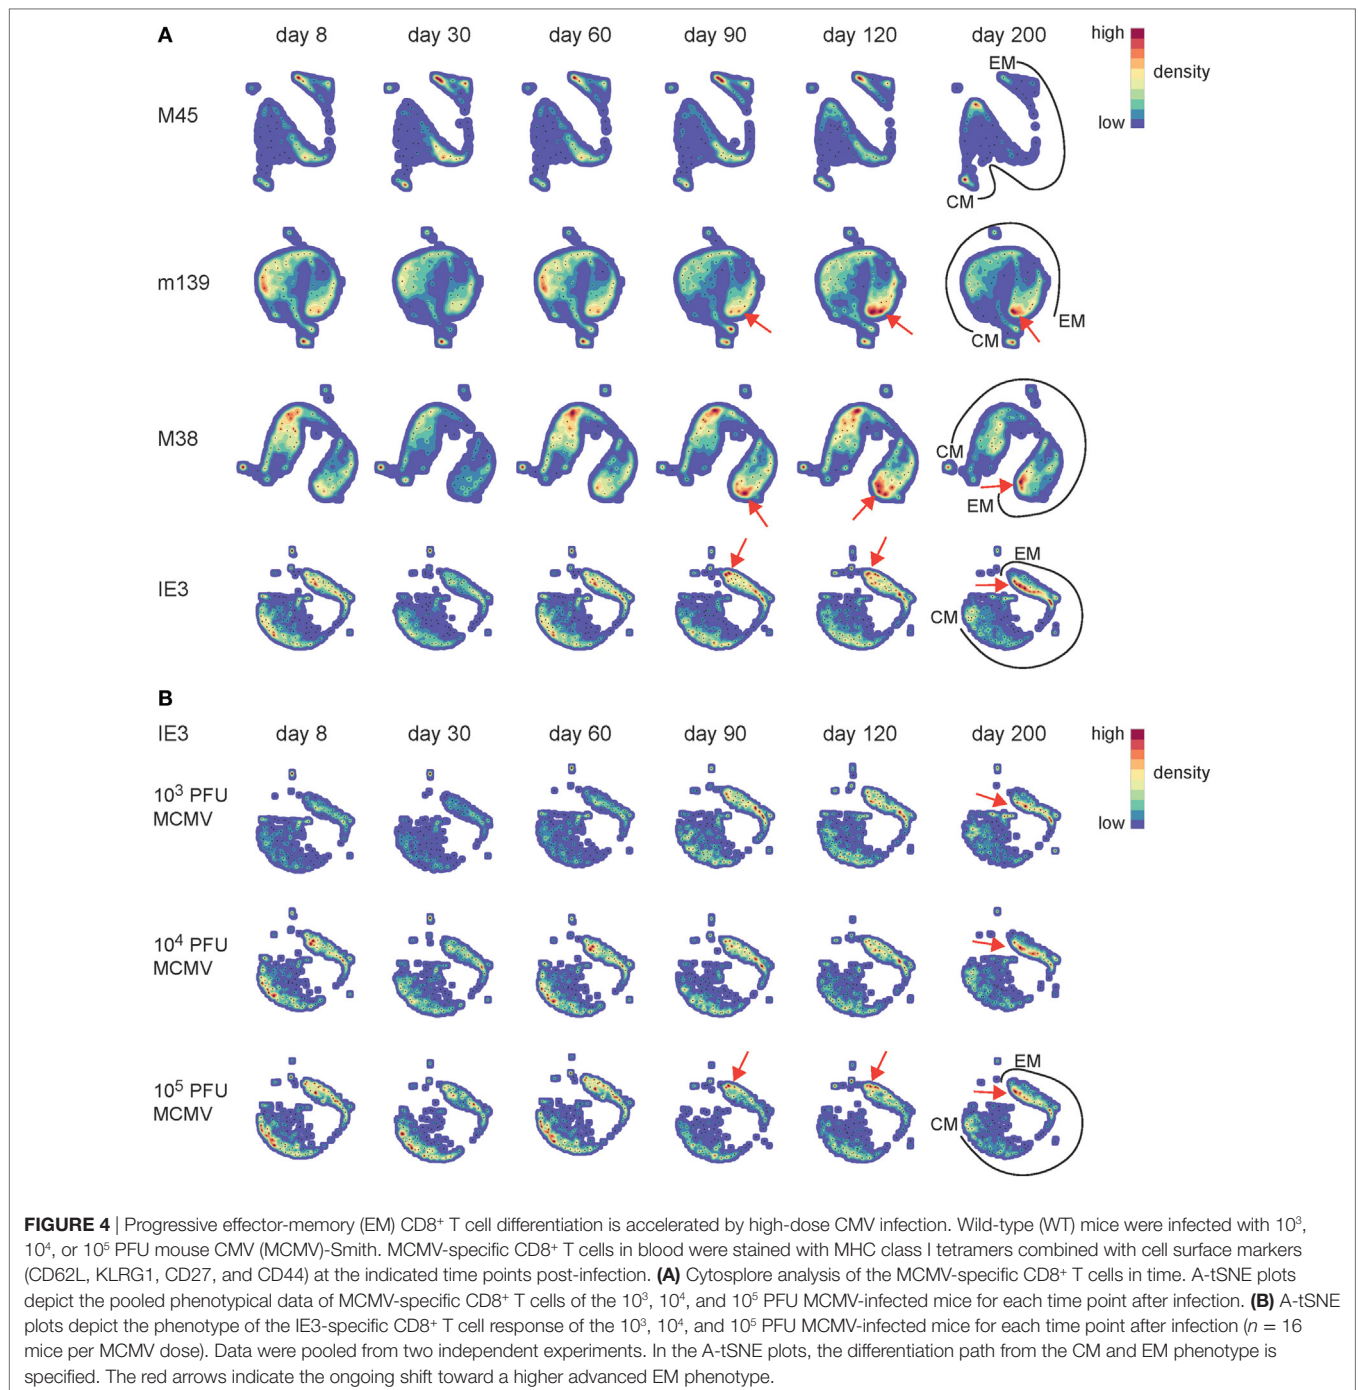 A
day 8 day 30 day 60 day 90 day 120 day 200
high
density
low
M45
EM
CM
m139
EM
CM
M38
CM
EM
IE3
EM
CM
B
IE3 day 8 day 30 day 60 day 90 day 120 day 200
high
density
low
10³ PFU
MCMV
10⁴ PFU
MCMV
10⁵ PFU
MCMV
EM
CM
FIGURE 4 | Progressive effector-memory (EM) CD8⁺ T cell differentiation is accelerated by high-dose CMV infection. Wild-type (WT) mice were infected with 10³,
10⁴, or 10⁵ PFU mouse CMV (MCMV)-Smith. MCMV-specific CD8⁺ T cells in blood were stained with MHC class I tetramers combined with cell surface markers
(CD62L, KLRG1, CD27, and CD44) at the indicated time points post-infection. (A) Cytosplore analysis of the MCMV-specific CD8⁺ T cells in time. A-tSNE plots
depict the pooled phenotypical data of MCMV-specific CD8⁺ T cells of the 10³, 10⁴, and 10⁵ PFU MCMV-infected mice for each time point after infection. (B) A-tSNE
plots depict the phenotype of the IE3-specific CD8⁺ T cell response of the 10³, 10⁴, and 10⁵ PFU MCMV-infected mice for each time point after infection (n = 16
mice per MCMV dose). Data were pooled from two independent experiments. In the A-tSNE plots, the differentiation path from the CM and EM phenotype is
specified. The red arrows indicate the ongoing shift toward a higher advanced EM phenotype.